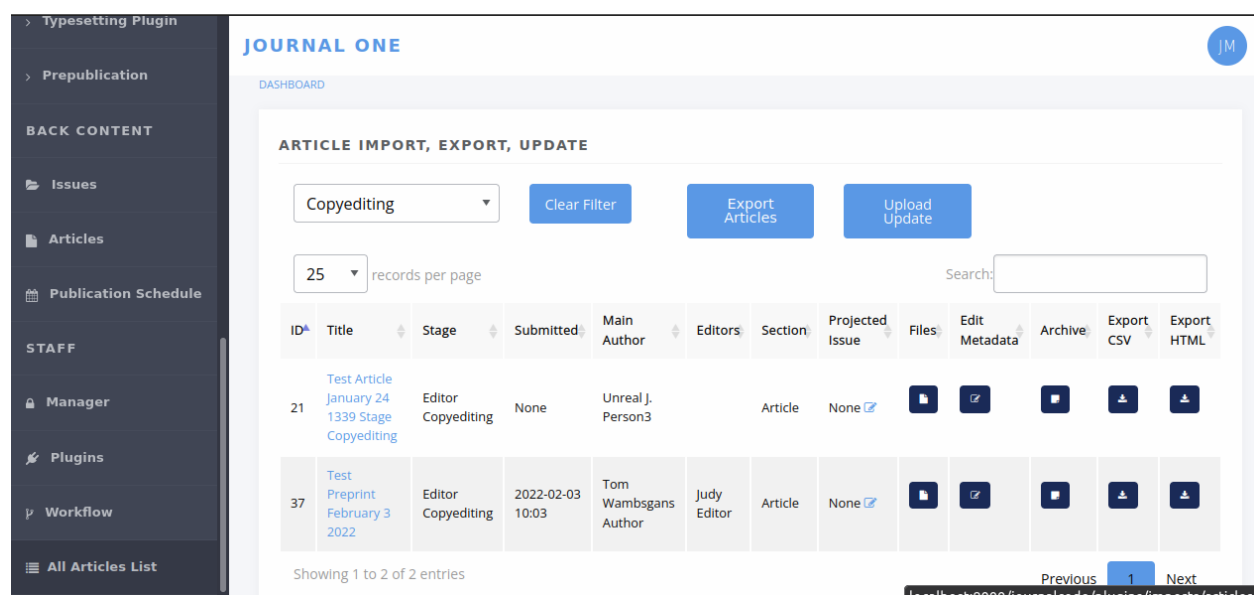 Typesetting Plugin
Prepublication
BACK CONTENT
Issues
Articles
Publication Schedule
STAFF
Manager
Plugins
Workflow
All Articles List
JOURNAL ONE
JM
DASHBOARD
ARTICLE IMPORT, EXPORT, UPDATE
Copyediting
Clear Filter
Export
Articles
Upload
Update
25 records per page
Search:
ID Title Stage Submitted Main Author Editors Section Projected Issue Files Edit Metadata Archive Export CSV Export HTML
21
Test Article
January 24
1339 Stage
Copyediting
Editor
Copyediting
None
Unreal J.
Person3
Article
None
37
Test
Preprint
February 3
2022
Editor
Copyediting
2022-02-03
10:03
Tom
Wambsgans
Author
Judy
Editor
Article
None
Showing 1 to 2 of 2 entries
Previous 1 Next